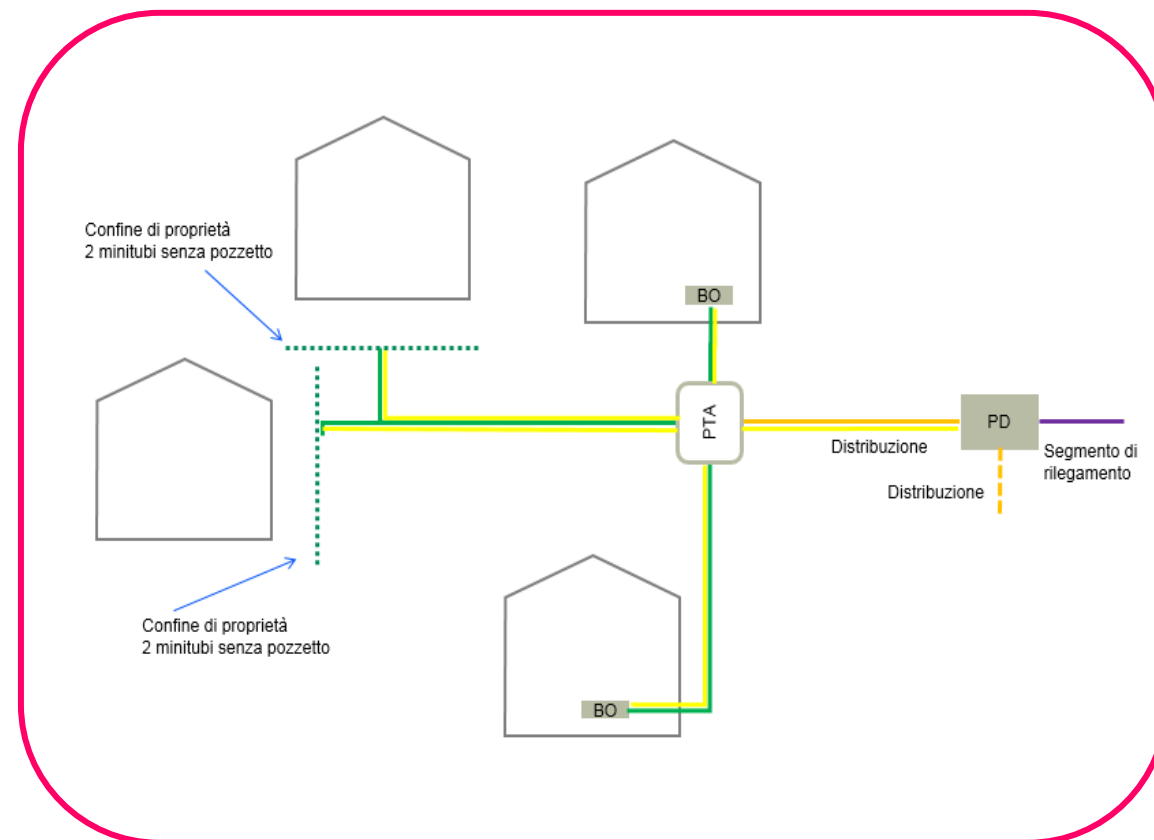 Confine di proprietà
2 minitubi senza pozzetto
BO
PTA
PD
Distribuzione
Segmento di
rilegamento
Distribuzione
Confine di proprietà
2 minitubi senza pozzetto
BO